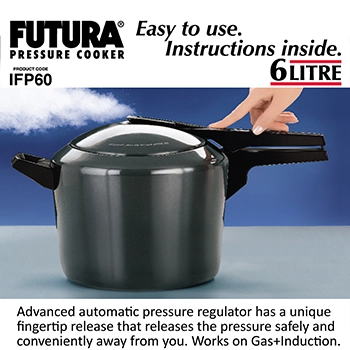 FUTURA®
PRESSURE COOKER
PRODUCT CODE
IFP60
Easy to use.
Instructions inside.
6 LITRE
Advanced automatic pressure regulator has a unique
fingertip release that releases the pressure safely and
conveniently away from you. Works on Gas+Induction.